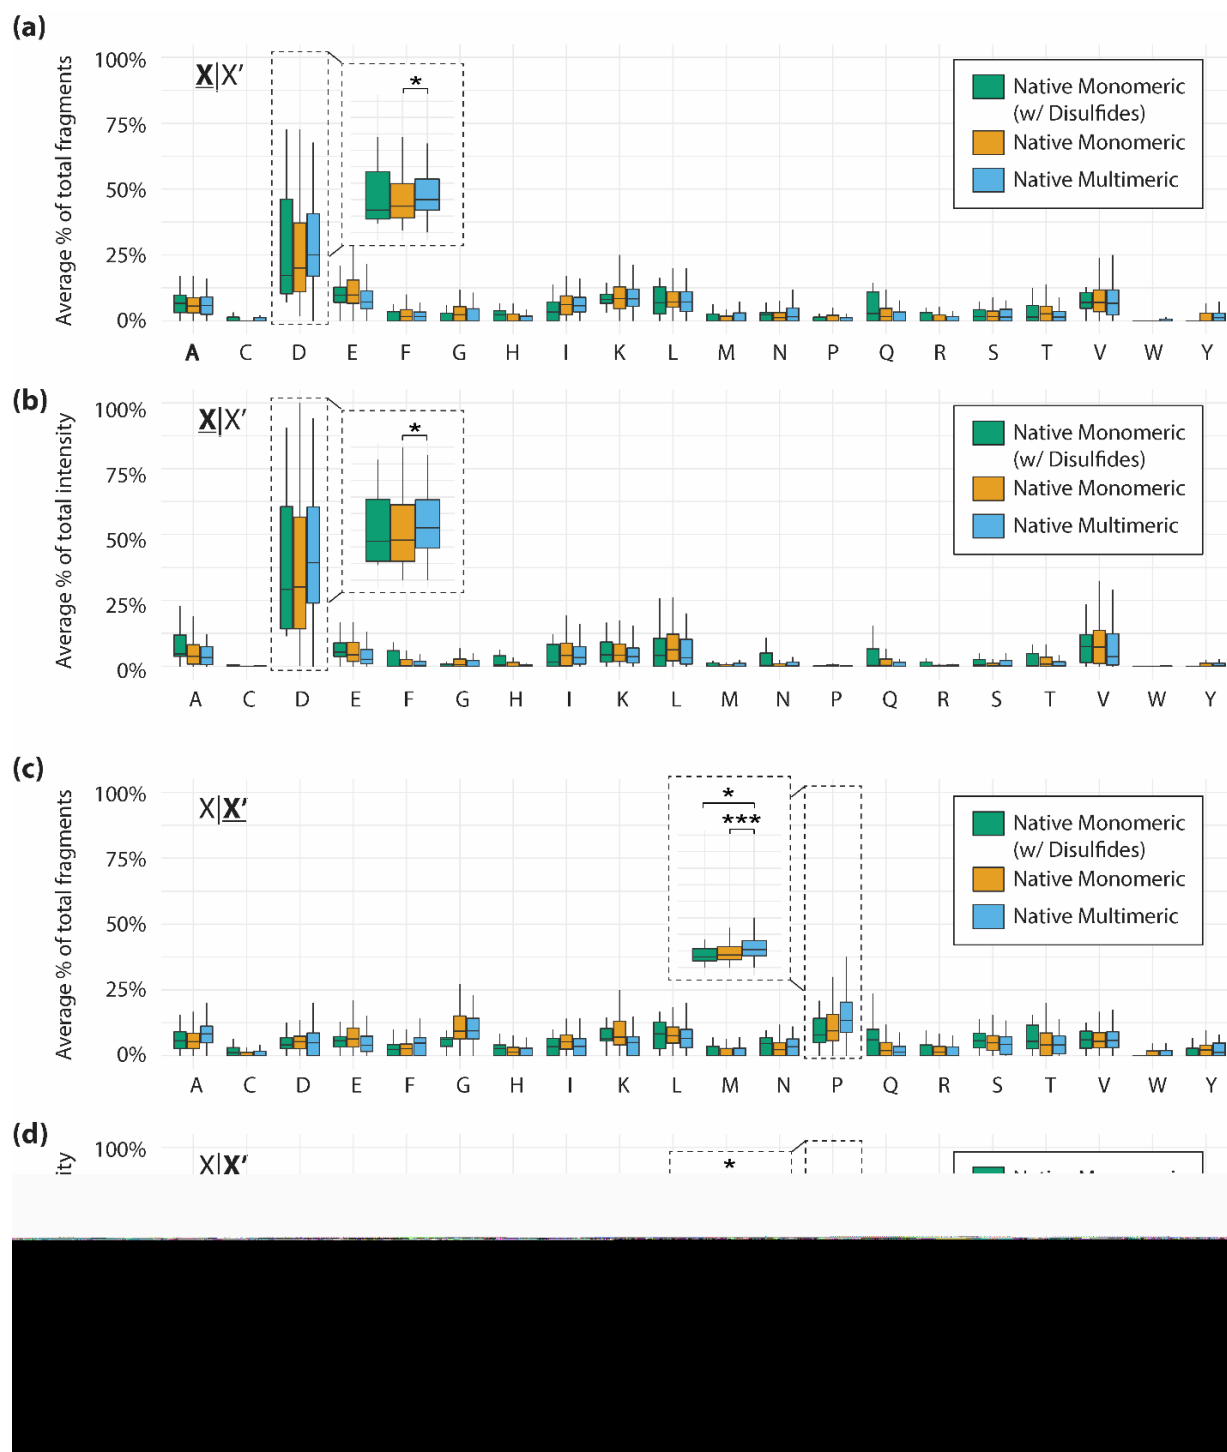 (a)
Average % of total fragments
100%
75%
50%
25%
0%
X|X'
*
Native Monomeric
(w/ Disulfides)
Native Monomeric
Native Multimeric
A C D E F G H I K L M N P Q R S T V W Y
(b)
Average % of total intensity
100%
75%
50%
25%
0%
X|X'
*
Native Monomeric
(w/ Disulfides)
Native Monomeric
Native Multimeric
A C D E F G H I K L M N P Q R S T V W Y
(c)
Average % of total fragments
100%
75%
50%
25%
0%
X|X'
*
***
Native Monomeric
(w/ Disulfides)
Native Monomeric
Native Multimeric
A C D E F G H I K L M N P Q R S T V W Y
(d)
ity
100%
X|X'
*